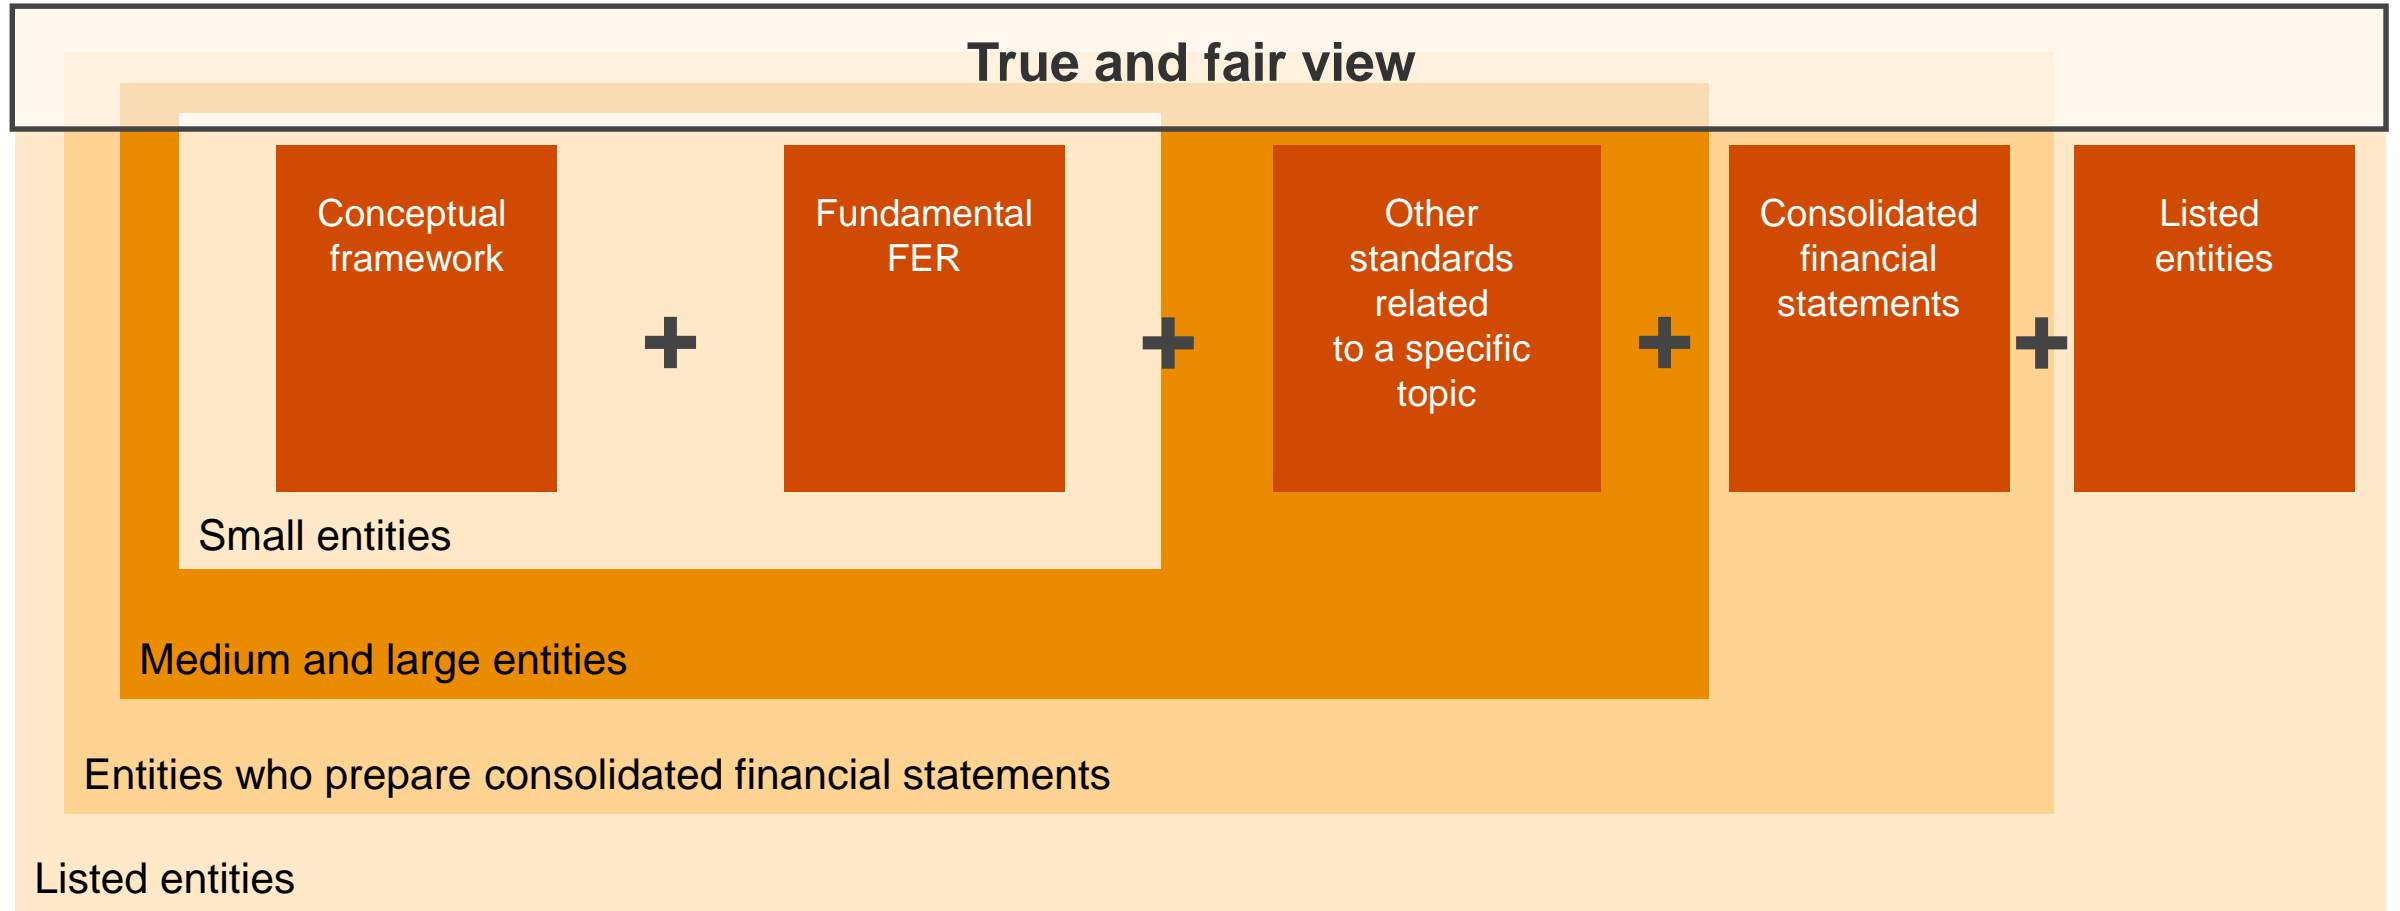 True and fair view
Conceptual
framework
Fundamental
FER
Other
standards
related
to a specific
topic
Consolidated
financial
statements
Listed
entities
Small entities
Medium and large entities
Entities who prepare consolidated financial statements
Listed entities